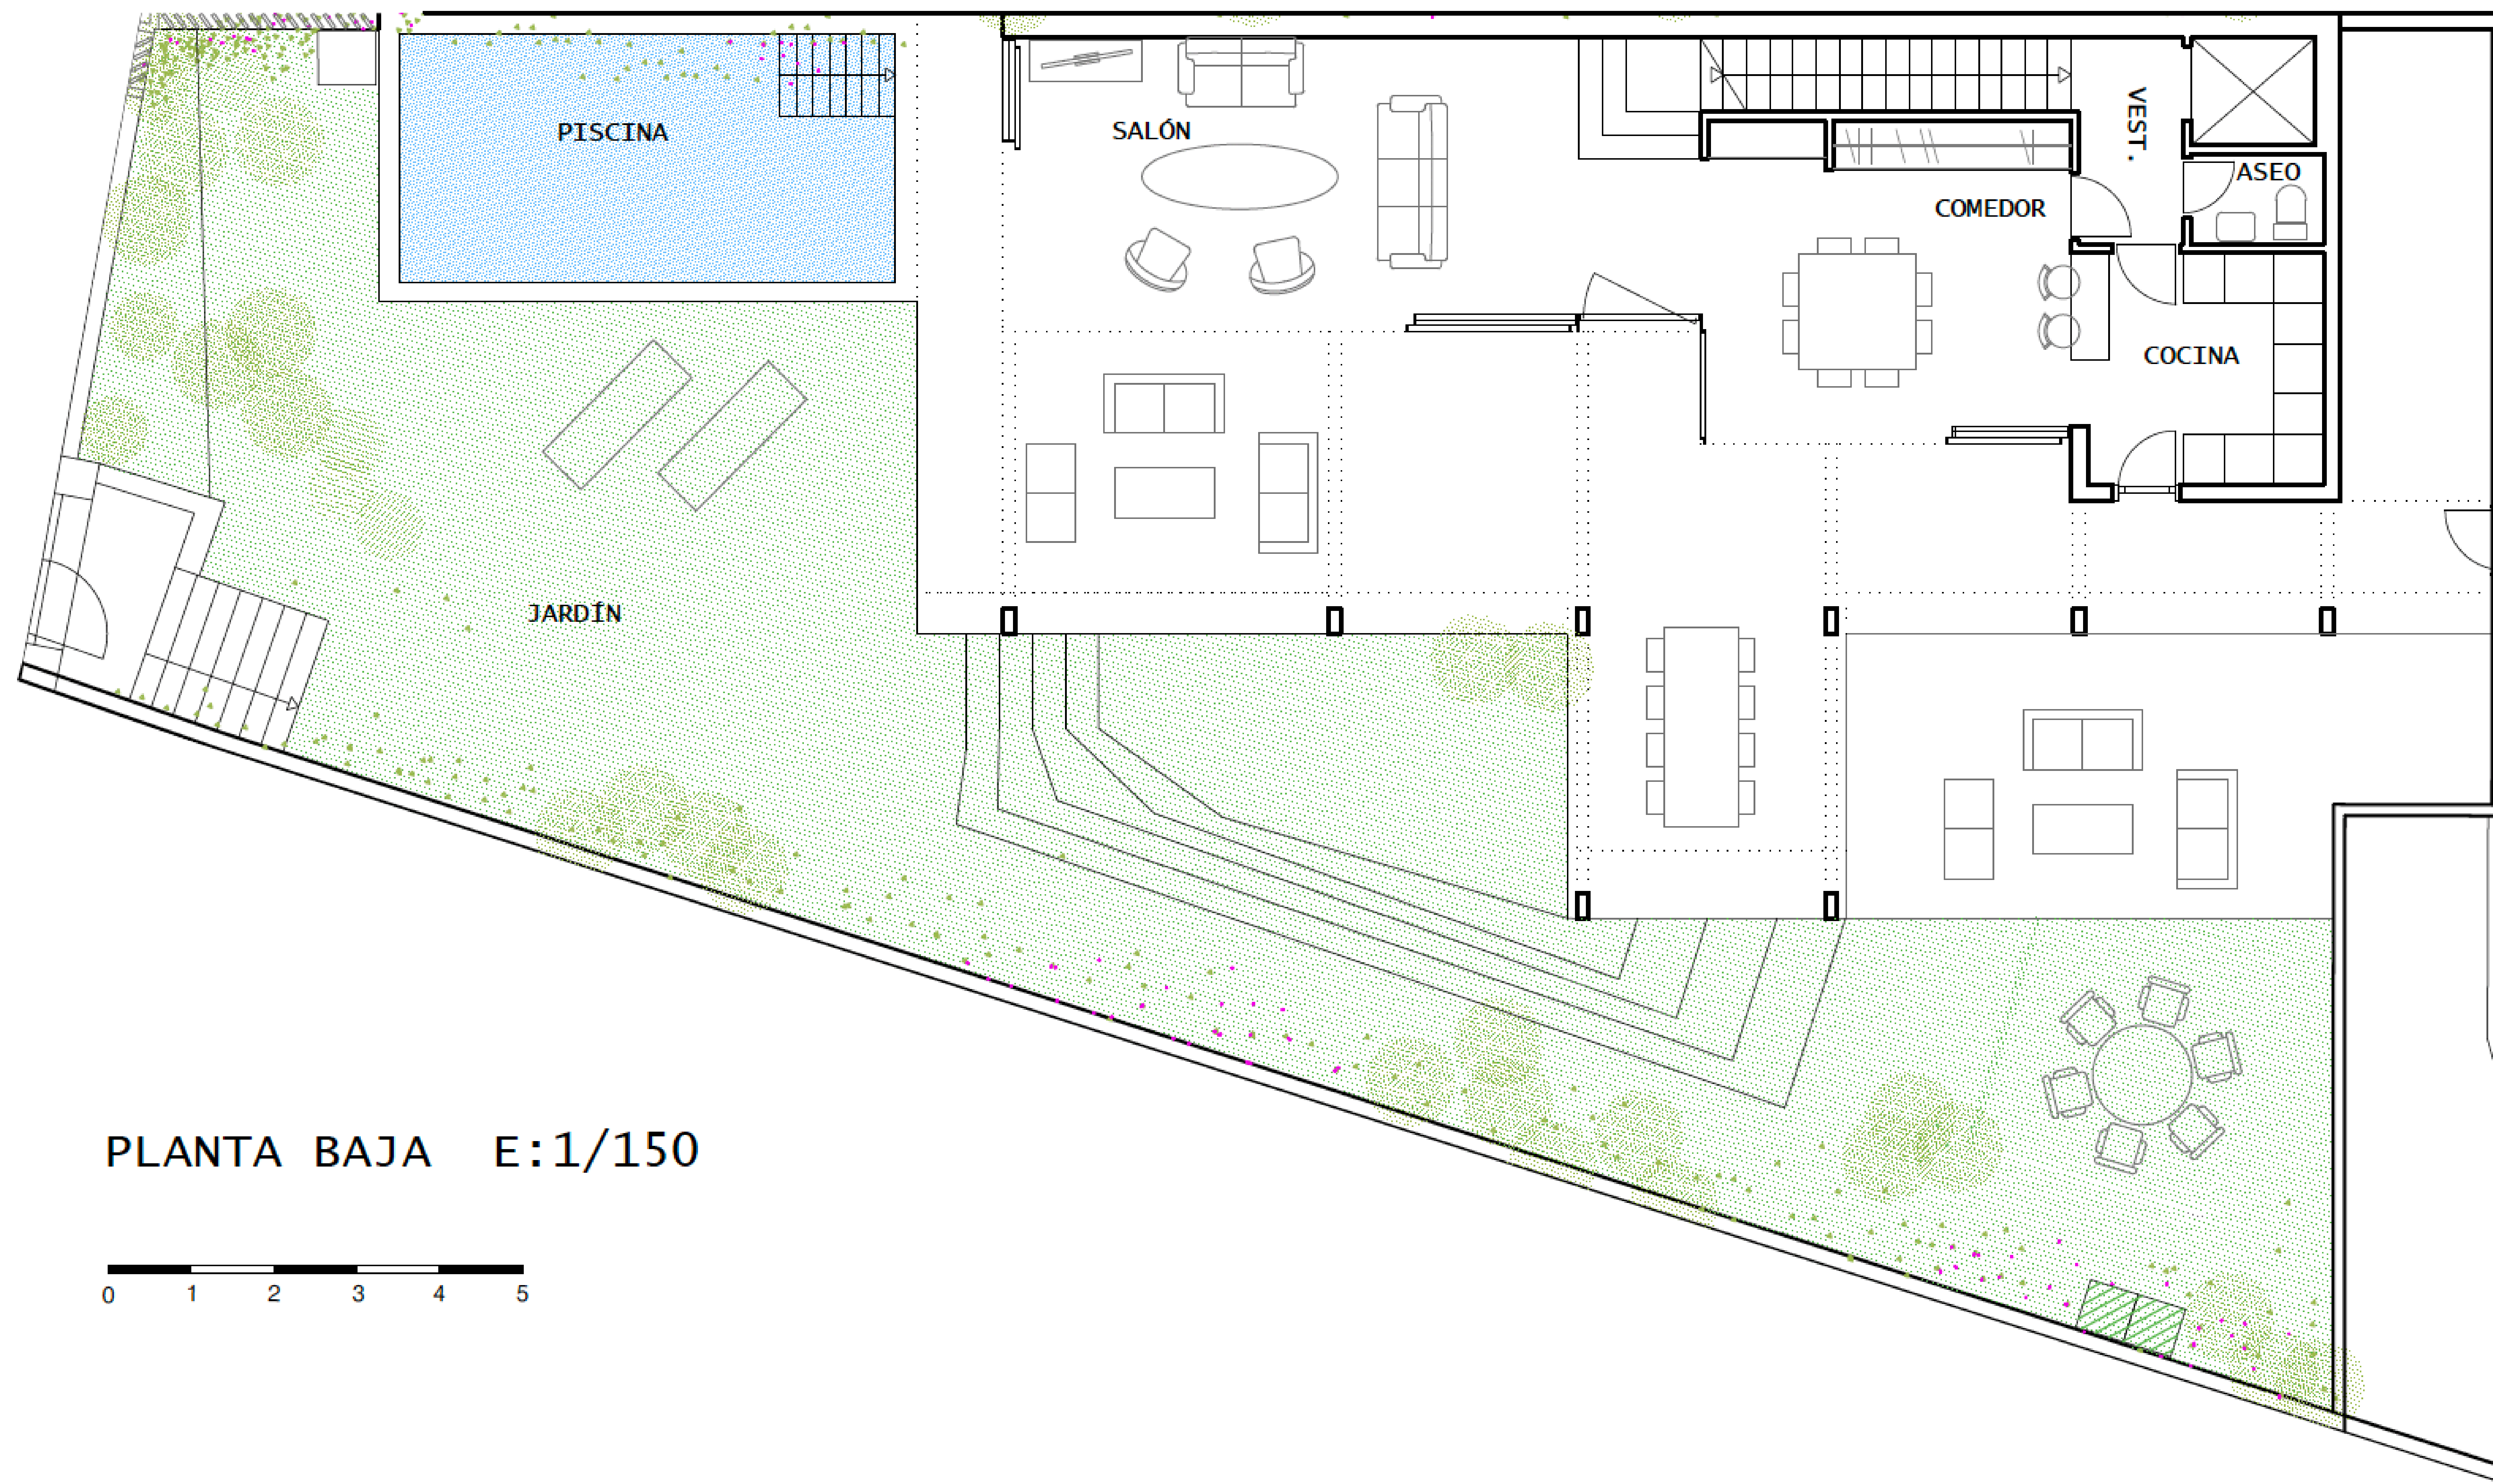 PISCINA
SALÓN
VEST.
ASEO
COMEDOR
COCINA
JARDÍN
PLANTA BAJA E:1/150
0 1 2 3 4 5